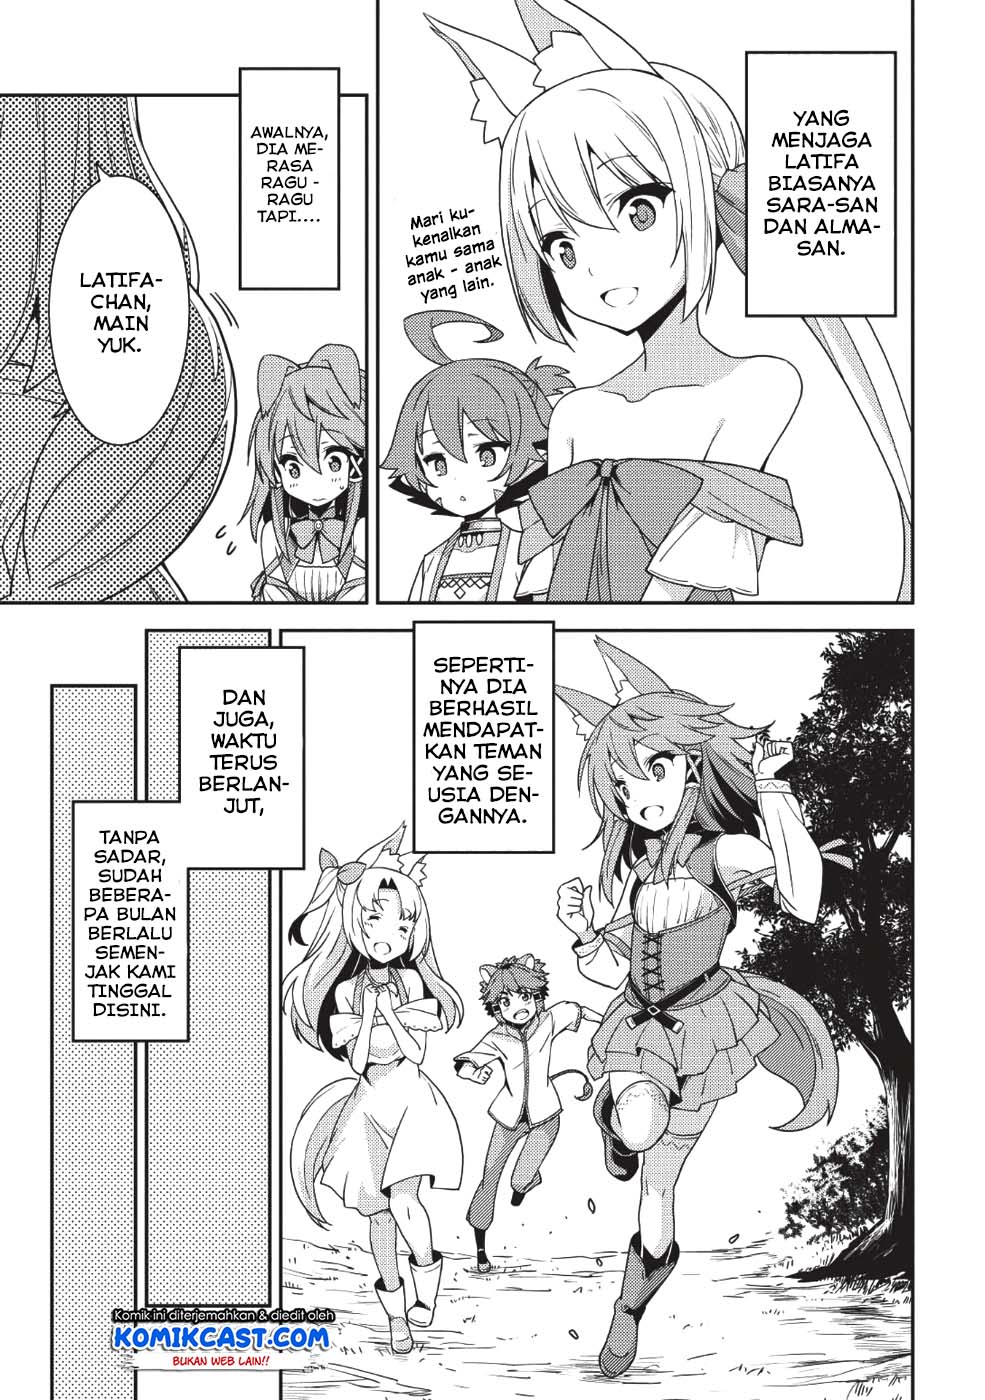 YANG
MENJAGA
LATIFA
BIASANYA
SARA-SAN
DAN ALMA-
SAN.
Mari ku-
kenalkan
kamu sama
anak - anak
yang lain.
AWALNYA,
DIA ME-
RASA
RAGU -
RAGU
TAPI....
LATIFA-
CHAN,
MAIN
YUK.
SEPERTI-
NYA DIA
BERHASIL
MENDAPAT-
KAN TEMAN
YANG SE-
USIA DEN-
GANNYA.
DAN
JUGA,
WAKTU
TERUS
BERLAN-
JUT,
TANPA
SADAR,
SUDAH
BEBERA-
PA BULAN
BERLALU
SEMEN-
JAK KAMI
TINGGAL
DISINI.
Komik ini diterjemahkan & diedit oleh
KOMIKCAST.COM
BUKAN WEB LAIN!!